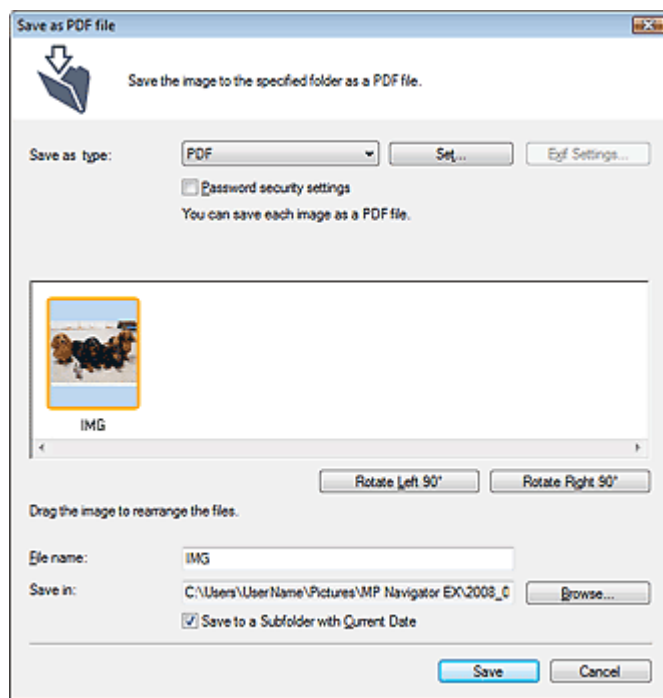 Save as PDF file
Save the image to the specified folder as a PDF file.
Save as type: PDF Set... Exif Settings...
Password security settings
You can save each image as a PDF file.
IMG
Rotate Left 90° Rotate Right 90°
Drag the image to rearrange the files.
File name: IMG
Save in: C:\Users\UserName\Pictures\MP Navigator EX\2008_0 Browse...
Save to a Subfolder with Current Date
Save Cancel